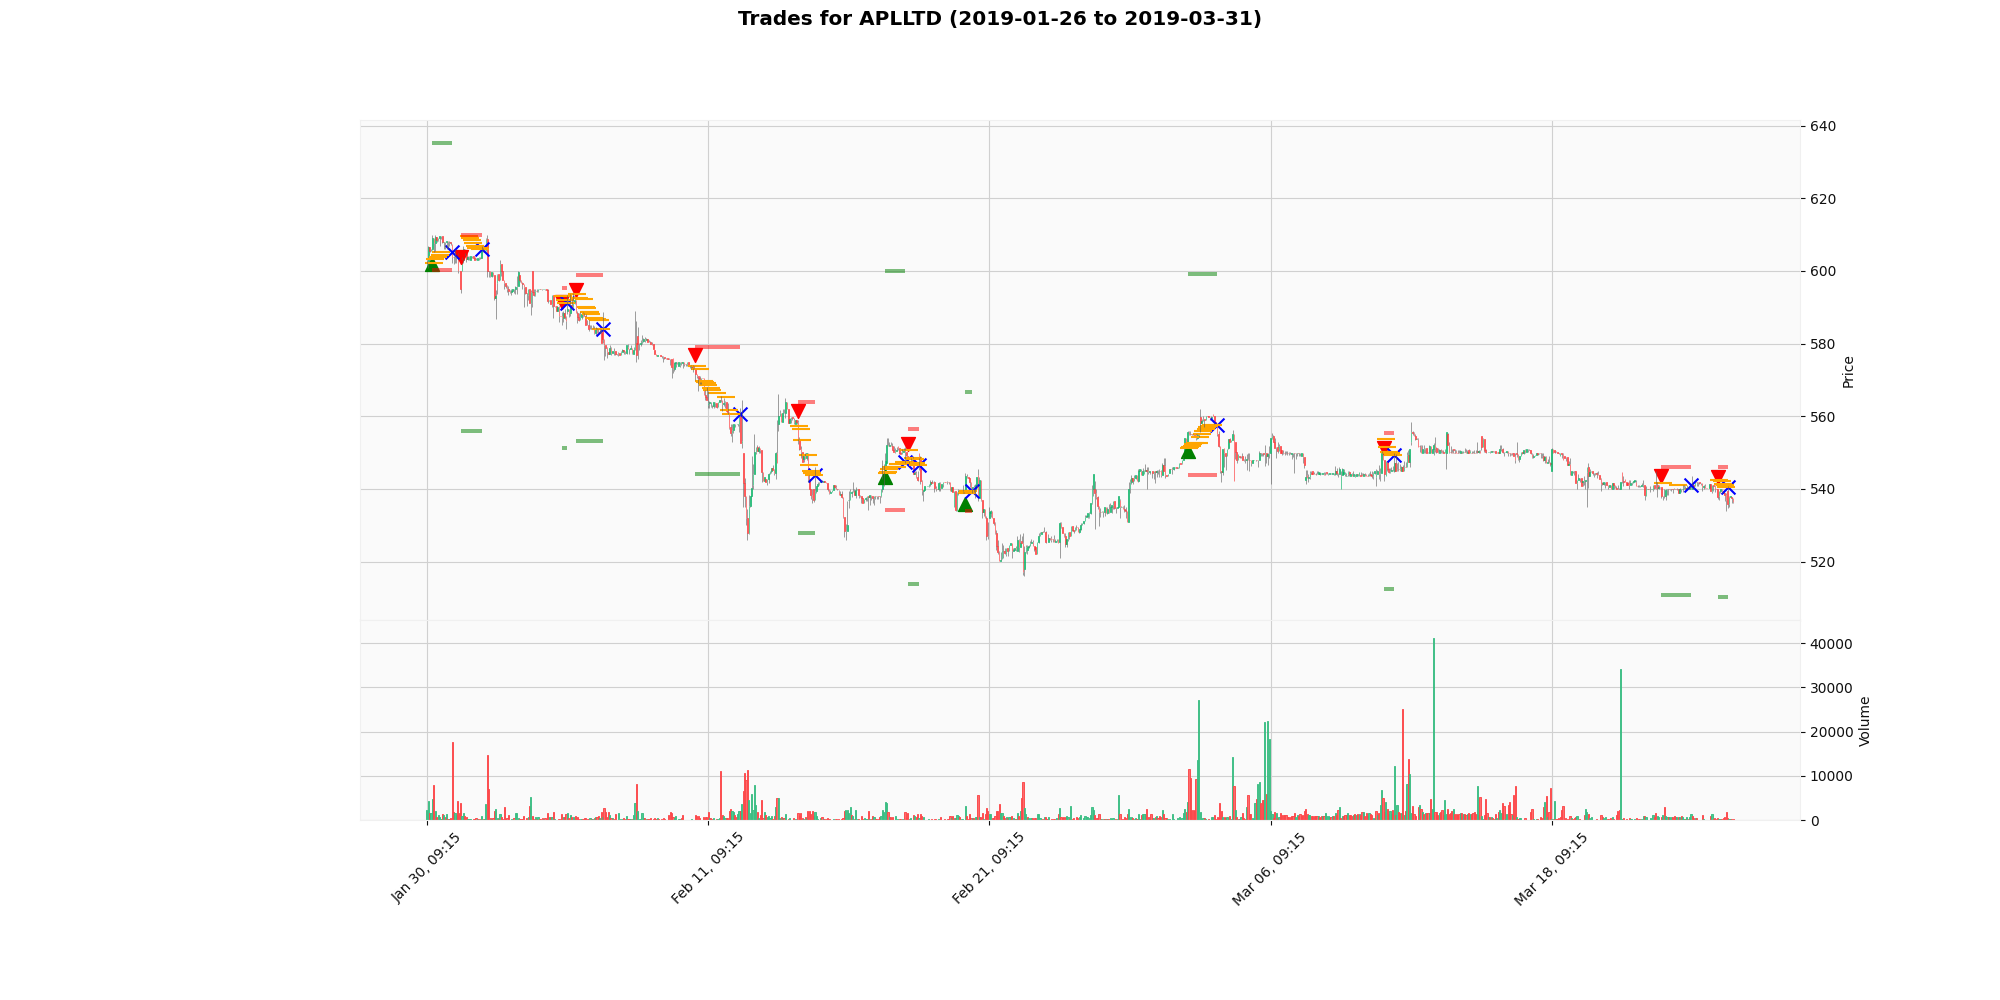 Trades for APLLTD (2019-01-26 to 2019-03-31)
640
620
600
580
560
540
520
Price
40000
30000
20000
10000
0
Volume
Jan 30, 09:15
Feb 11, 09:15
Feb 21, 09:15
Mar 06, 09:15
Mar 18, 09:15